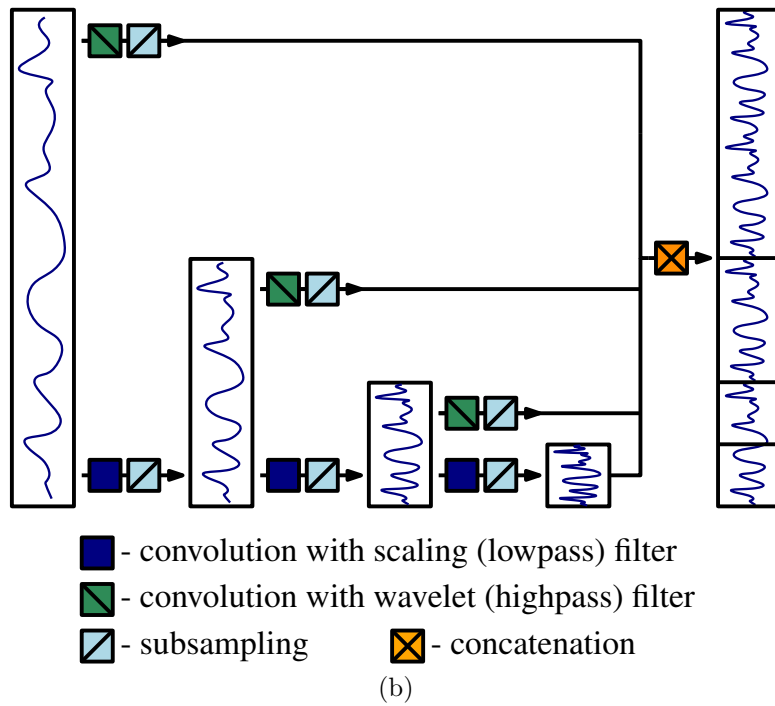 - convolution with scaling (lowpass) filter
- convolution with wavelet (highpass) filter
- subsampling - concatenation
(b)